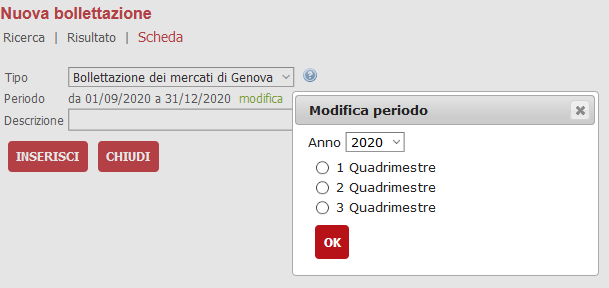 Nuova bollettazione
Ricerca | Risultato | Scheda
Tipo Bollettazione dei mercati di Genova ?
Periodo da 01/09/2020 a 31/12/2020 modifica
Descrizione
INSERISCI CHIUDI
Modifica periodo
Anno 2020
1 Quadrimestre
2 Quadrimestre
3 Quadrimestre
OK